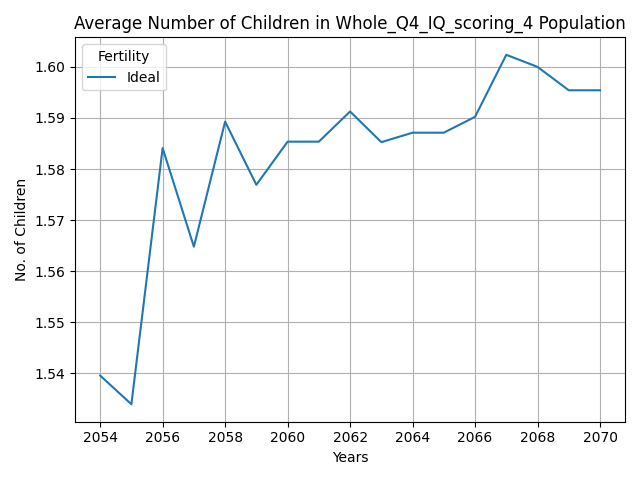 Average Number of Children in Whole_Q4_IQ_scoring_4 Population
Fertility
Ideal
1.60
1.59
1.58
1.57
1.56
1.55
1.54
No. of Children
2054 2056 2058 2060 2062 2064 2066 2068 2070
Years